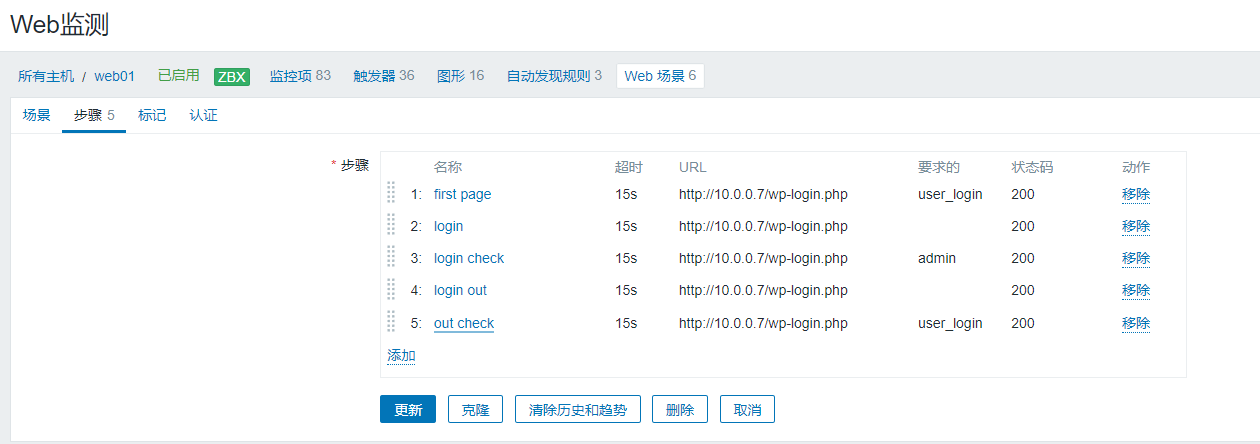 Web监测
所有主机 / web01 已启用 ZBX 监控项 83 触发器 36 图形 16 自动发现规则 3 Web 场景 6
场景 步骤 5 标记 认证
* 步骤
名称 超时 URL 要求的 状态码 动作
1: first page 15s http://10.0.0.7/wp-login.php user_login 200 移除
2: login 15s http://10.0.0.7/wp-login.php 200 移除
3: login check 15s http://10.0.0.7/wp-login.php admin 200 移除
4: login out 15s http://10.0.0.7/wp-login.php 200 移除
5: out check 15s http://10.0.0.7/wp-login.php user_login 200 移除
添加
更新 克隆 清除历史和趋势 删除 取消